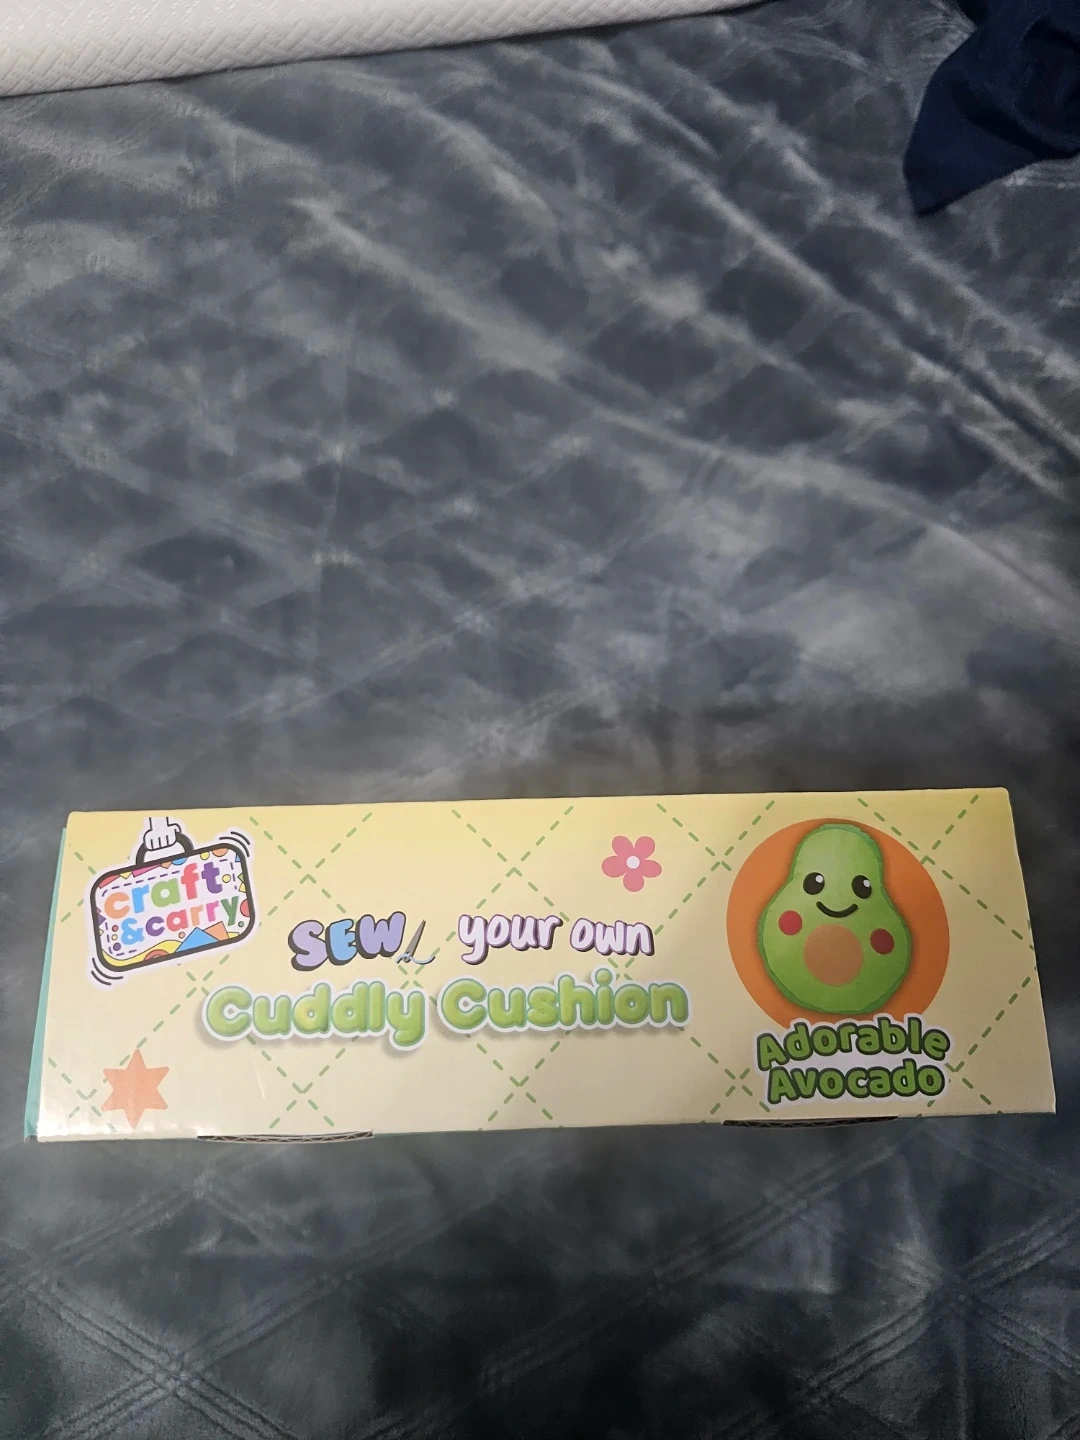 craft
& carry
SEW your own
Cuddly Cushion
Adorable
Avocado